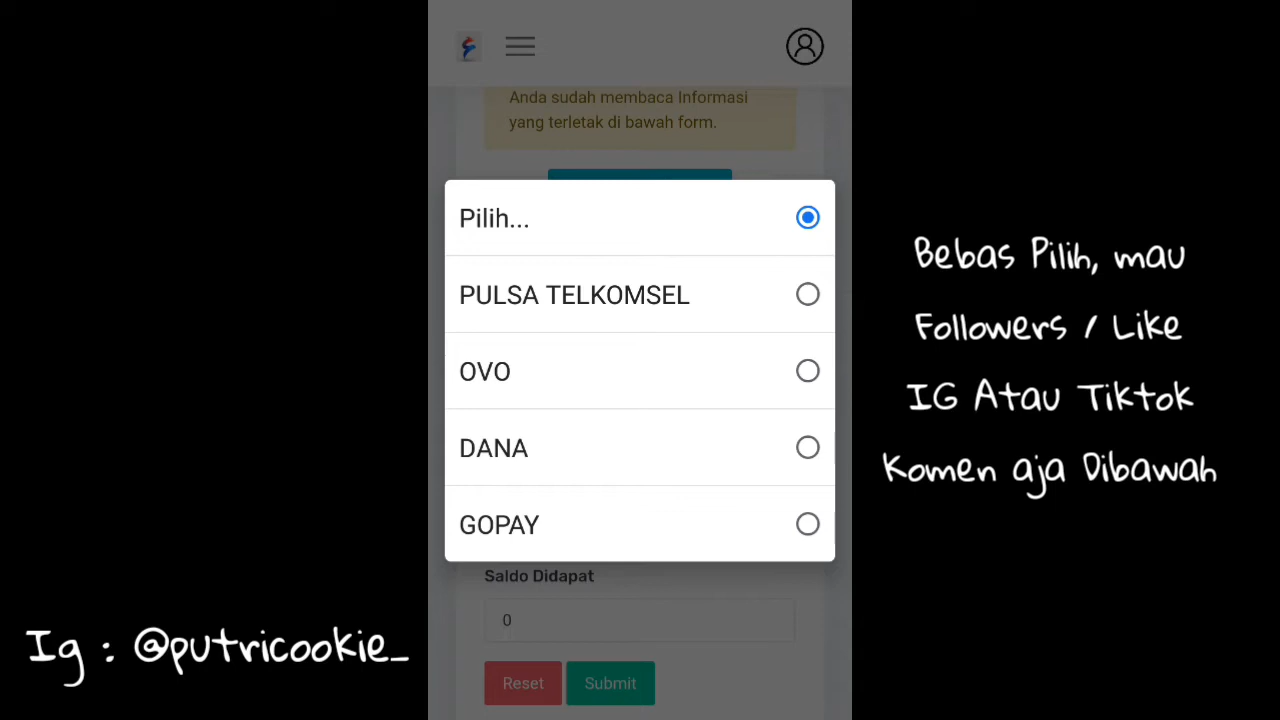 Anda sudah membaca Informasi
yang terletak di bawah form.
Pilih...
PULSA TELKOMSEL
OVO
DANA
GOPAY
Saldo Didapat
0
Reset
Submit
Bebas Pilih, mau
Followers / Like
IG Atau Tiktok
Komen aja Dibawah
Ig : @putricookie_